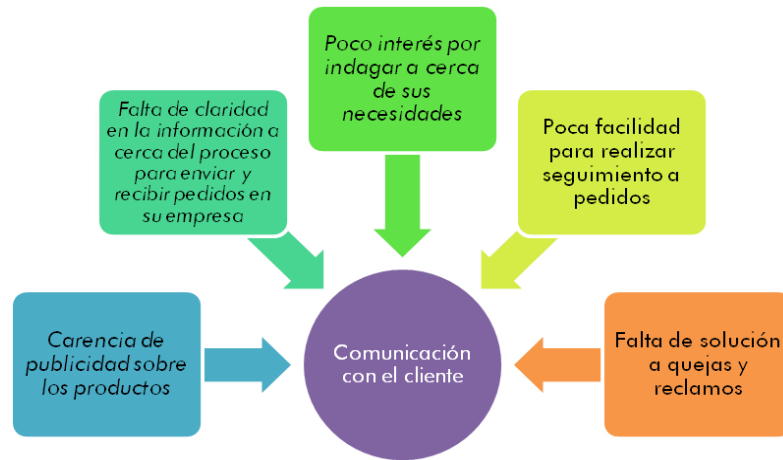 Poco interés por
indagar a cerca
de sus
necesidades
Falta de claridad
en la información a
cerca del proceso
para enviar y
recibir pedidos en
su empresa
Poca facilidad
para realizar
seguimiento a
pedidos
Carencia de
publicidad sobre
los productos
Comunicación
con el cliente
Falta de solución
a quejas y
reclamos